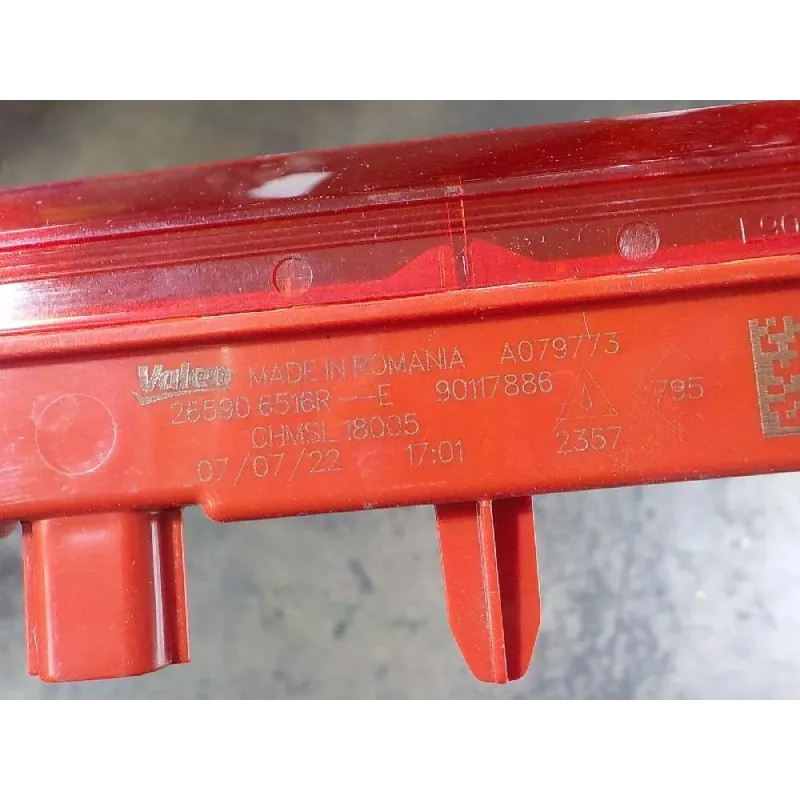 Valeo MADE IN ROMANIA A079773
26590 6516R—E 90117886 795
CHMSL 18005 2357
07/07/22 17:01